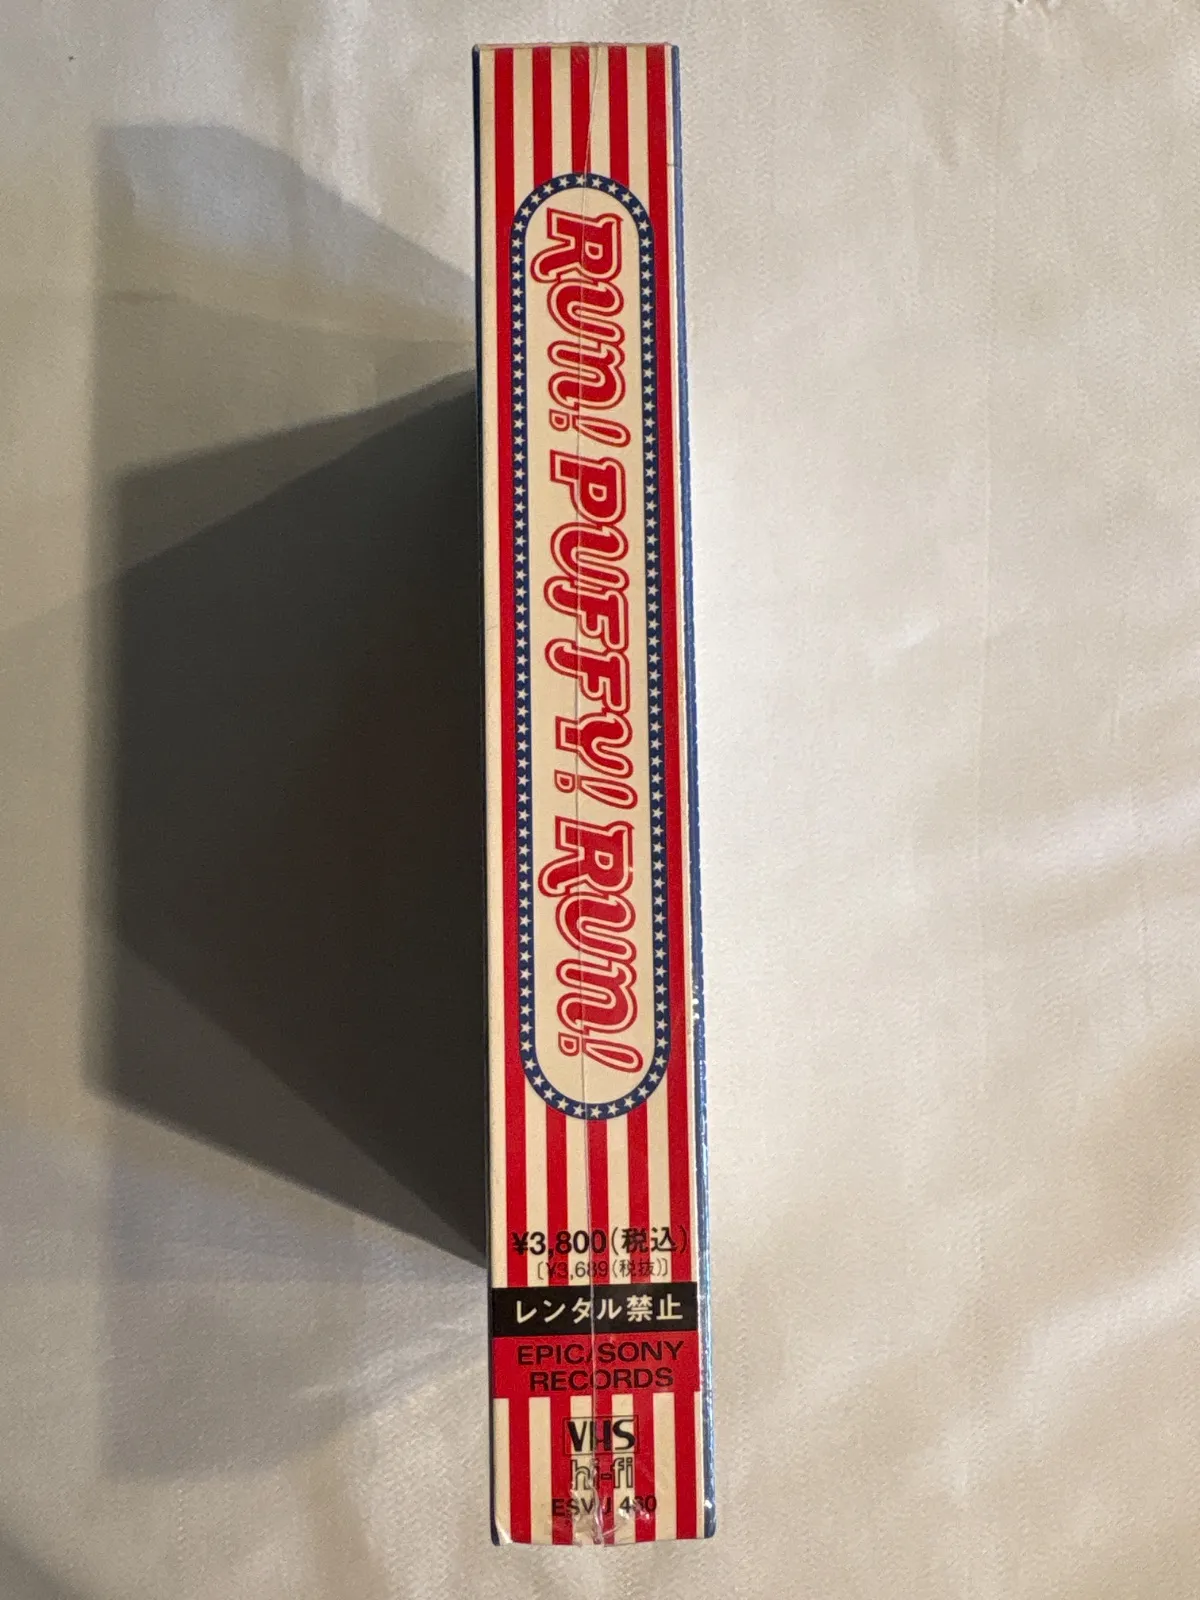 RUN! PUFFY! RUN!
¥3,800(税込)
[¥3,689(税抜)]
レンタル禁止
EPIC/SONY
RECORDS
VHS
hi-fi